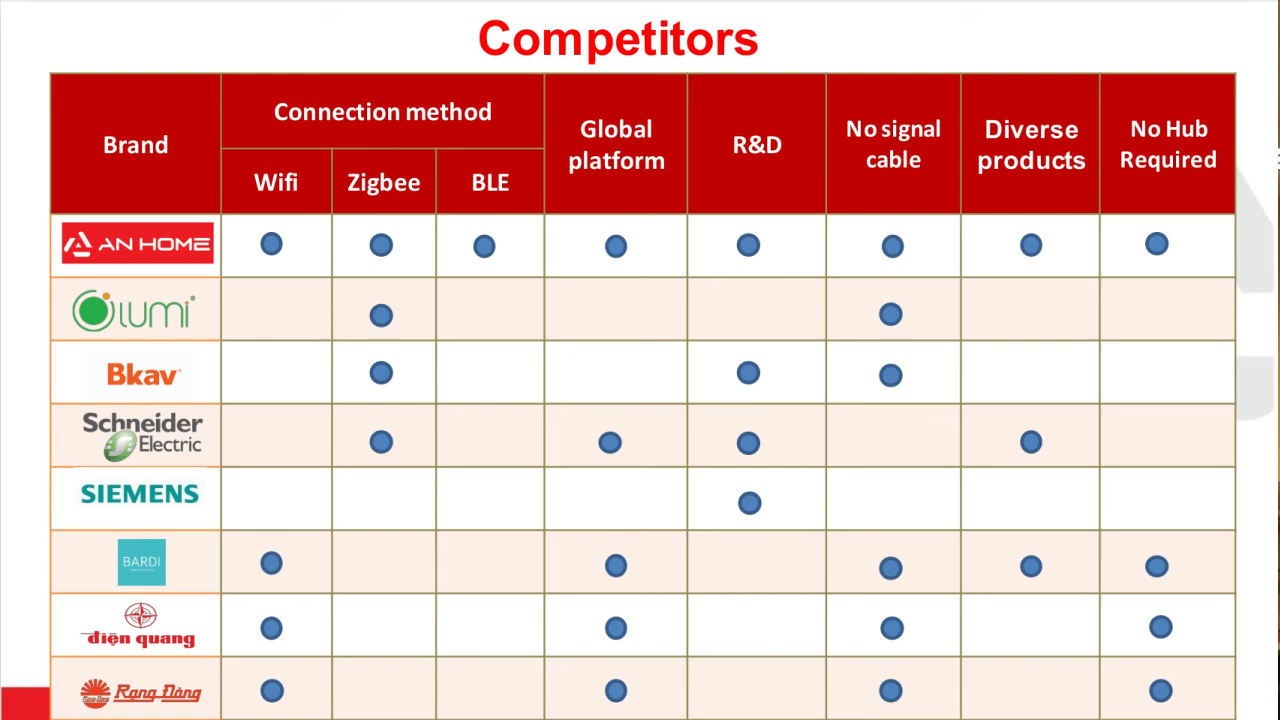 Competitors
Brand
Connection method
Global
platform
R&D
No signal
cable
Diverse
products
No Hub
Required
Wifi
Zigbee
BLE
AN HOME
LUMI
Bkav
Schneider
Electric
SIEMENS
BARDI
điện quang
Rạng Đông